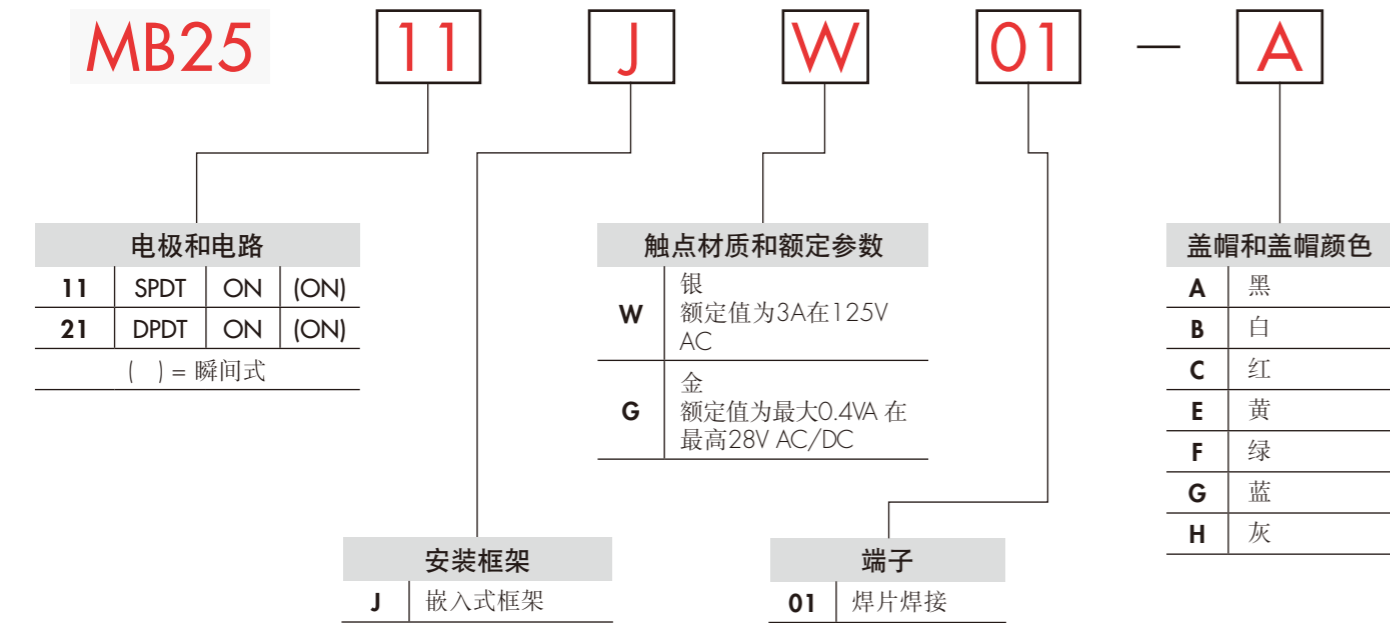 MB25 11 J W 01 — A
电极和电路
11 SPDT ON (ON)
21 DPDT ON (ON)
( ) = 瞬间式
触点材质和额定参数
W 银
额定值为3A在125V
AC
G 金
额定值为最大0.4VA 在
最高28V AC/DC
盖帽和盖帽颜色
A 黑
B 白
C 红
E 黄
F 绿
G 蓝
H 灰
安装框架
J 嵌入式框架
端子
01 焊片焊接